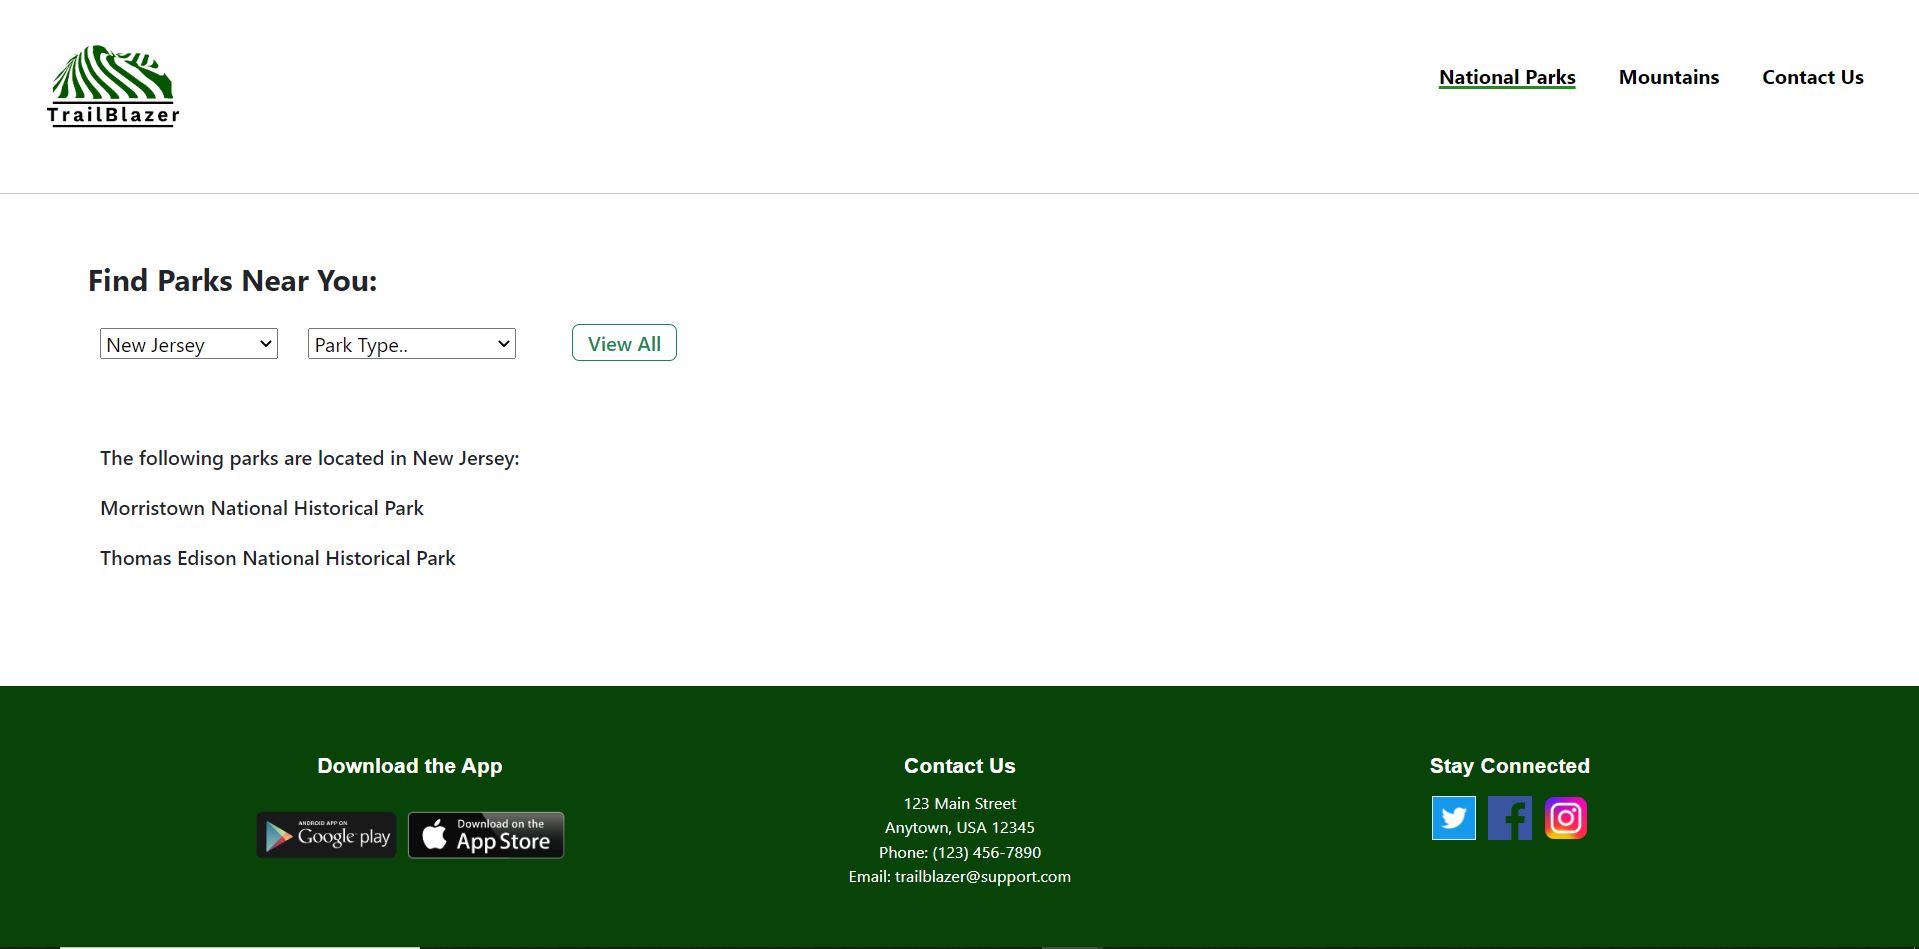 TrailBlazer
National Parks
Mountains
Contact Us
Find Parks Near You:
New Jersey
Park Type..
View All
The following parks are located in New Jersey:
Morristown National Historical Park
Thomas Edison National Historical Park
Download the App
ANDROID APP ON
Google play
Download on the
App Store
Contact Us
123 Main Street
Anytown, USA 12345
Phone: (123) 456-7890
Email: trailblazer@support.com
Stay Connected